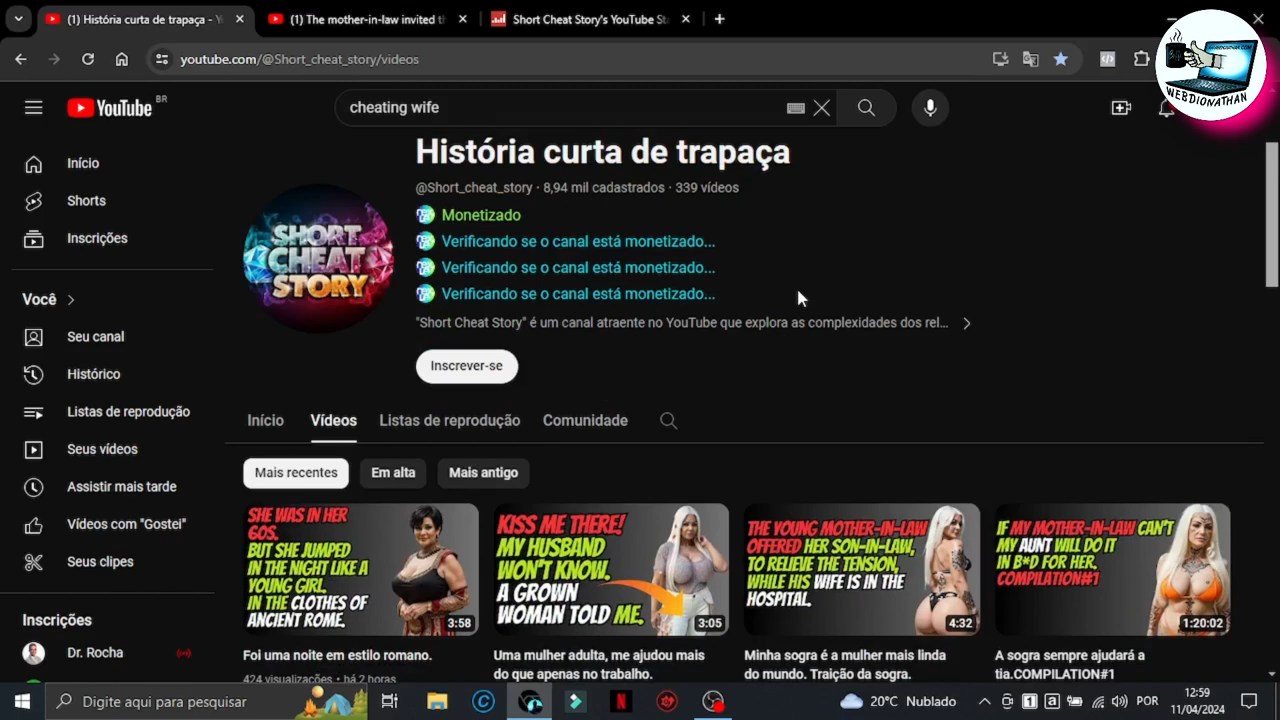 (1) História curta de trapaça - Y
(1) The mother-in-law invited t
Short Cheat Story's YouTube St
youtube.com/@Short_cheat_story/videos
WEBDIONATHAN
YouTube BR
cheating wife
Início
Shorts
Inscrições
Você
Seu canal
Histórico
Listas de reprodução
Seus vídeos
Assistir mais tarde
Vídeos com "Gostei"
Seus clipes
Inscrições
Dr. Rocha
SHORT
CHEAT
STORY
História curta de trapaça
@Short_cheat_story · 8,94 mil cadastrados · 339 vídeos
Monetizado
Verificando se o canal está monetizado...
Verificando se o canal está monetizado...
Verificando se o canal está monetizado...
"Short Cheat Story" é um canal atraente no YouTube que explora as complexidades dos rel...
Inscrever-se
Início Vídeos Listas de reprodução Comunidade
Mais recentes Em alta Mais antigo
SHE WAS IN HER
60S.
BUT SHE JUMPED
IN THE NIGHT LIKE A
YOUNG GIRL.
IN THE CLOTHES OF
ANCIENT ROME.
3:58
Foi uma noite em estilo romano.
424 visualizações · há 2 horas
KISS ME THERE!
MY HUSBAND
WON'T KNOW.
A GROWN
WOMAN TOLD ME.
3:05
Uma mulher adulta, me ajudou mais
do que apenas no trabalho.
THE YOUNG MOTHER-IN-LAW
OFFERED HER SON-IN-LAW,
TO RELIEVE THE TENSION,
WHILE HIS WIFE IS IN THE
HOSPITAL.
4:32
Minha sogra é a mulher mais linda
do mundo. Traição da sogra.
IF MY MOTHER-IN-LAW CAN'T
MY AUNT WILL DO IT
IN B*D FOR HER.
COMPILATION#1
1:20:02
A sogra sempre ajudará a
tia.COMPILATION#1
Digite aqui para pesquisar
20°C Nublado
POR
12:59
11/04/2024